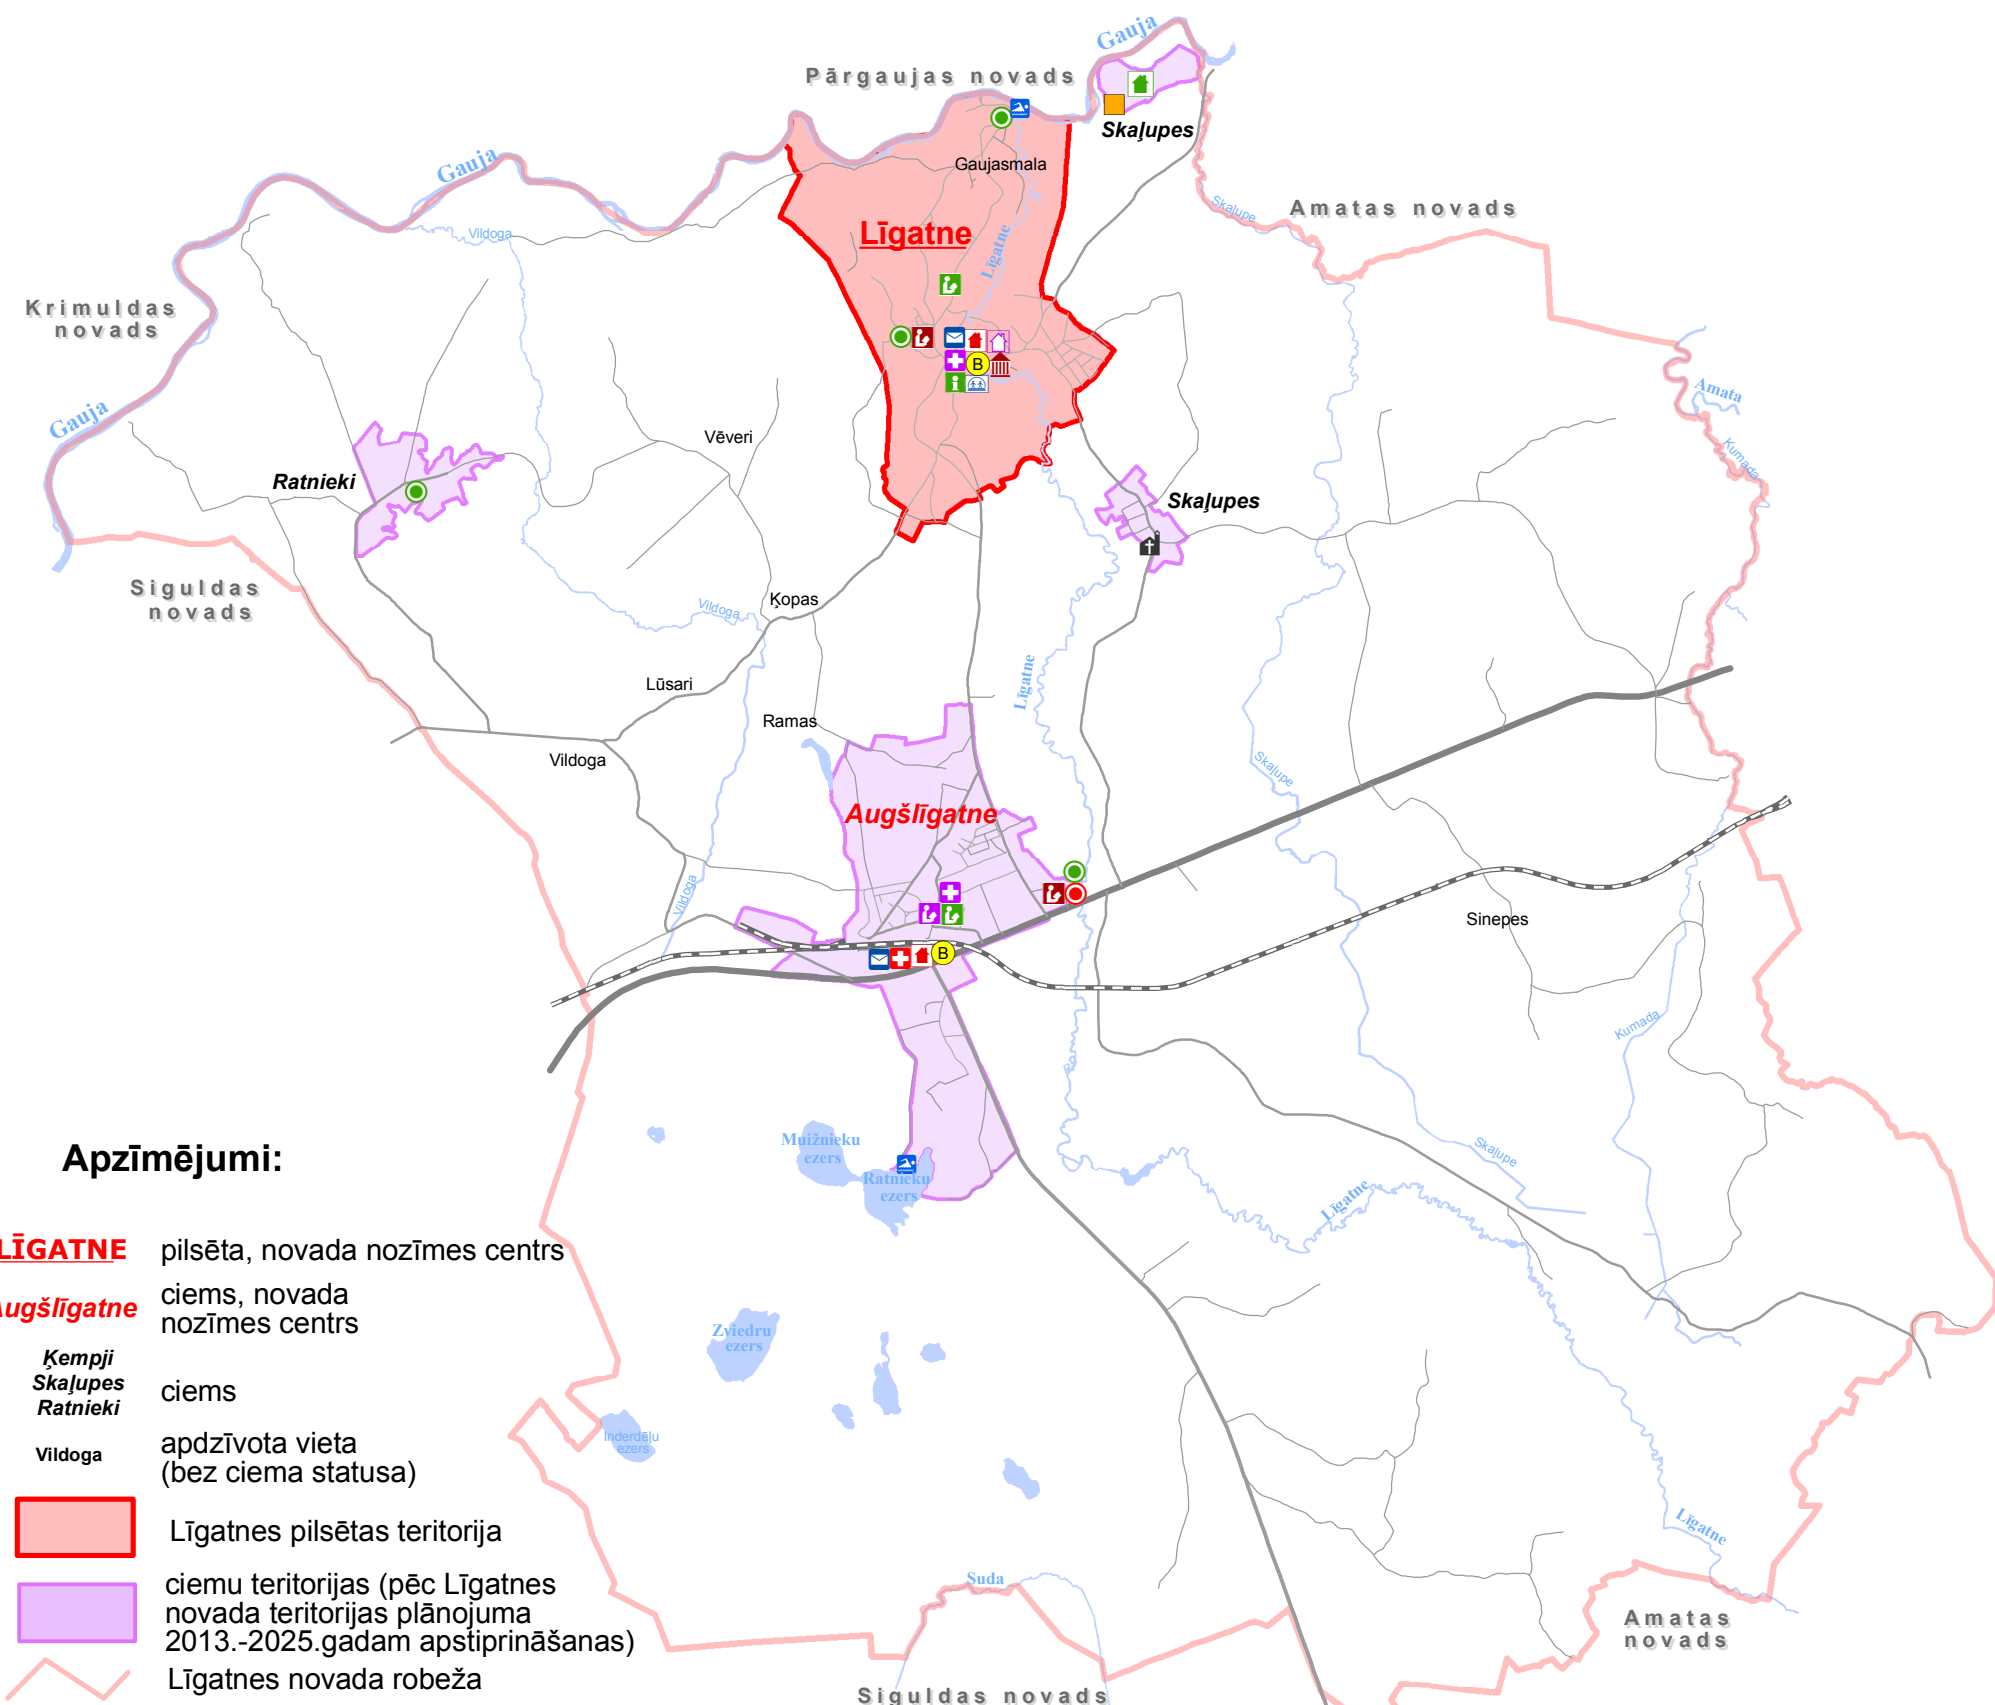 Gauja
Gauja
Pārgaujas novads
Skaļupes
Gaujasmala
Gauja
Skaļupe
Amatas novads
Līgatne
Vildoga
Līgatne
Krimuldas
novads
Gauja
Amata
Vēveri
Kumada
Ratnieki
Skaļupes
B
Siguldas
novads
Ķopas
Vildoga
Līgatne
Lūsari
Ramas
Vildoga
Skaļupe
Augšlīgatne
Vildoga
Sinepes
B
Kumada
Apzīmējumi:
Muižnieku
ezers
Ratnieku
ezers
Skaļupe
Līgatne
LĪGATNE pilsēta, novada nozīmes centrs
Augšlīgatne ciems, novada
nozīmes centrs
Zviedru
ezers
Ķempji
Skaļupes
Ratnieki
ciems
Inderdēļu
ezers
Vildoga
apdzīvota vieta
(bez ciema statusa)
Līgatnes pilsētas teritorija
Līgatne
ciemu teritorijas (pēc Līgatnes
novada teritorijas plānojuma
2013.-2025.gadam apstiprināšanas)
Suda
Amatas
novads
Līgatnes novada robeža
Siguldas novads